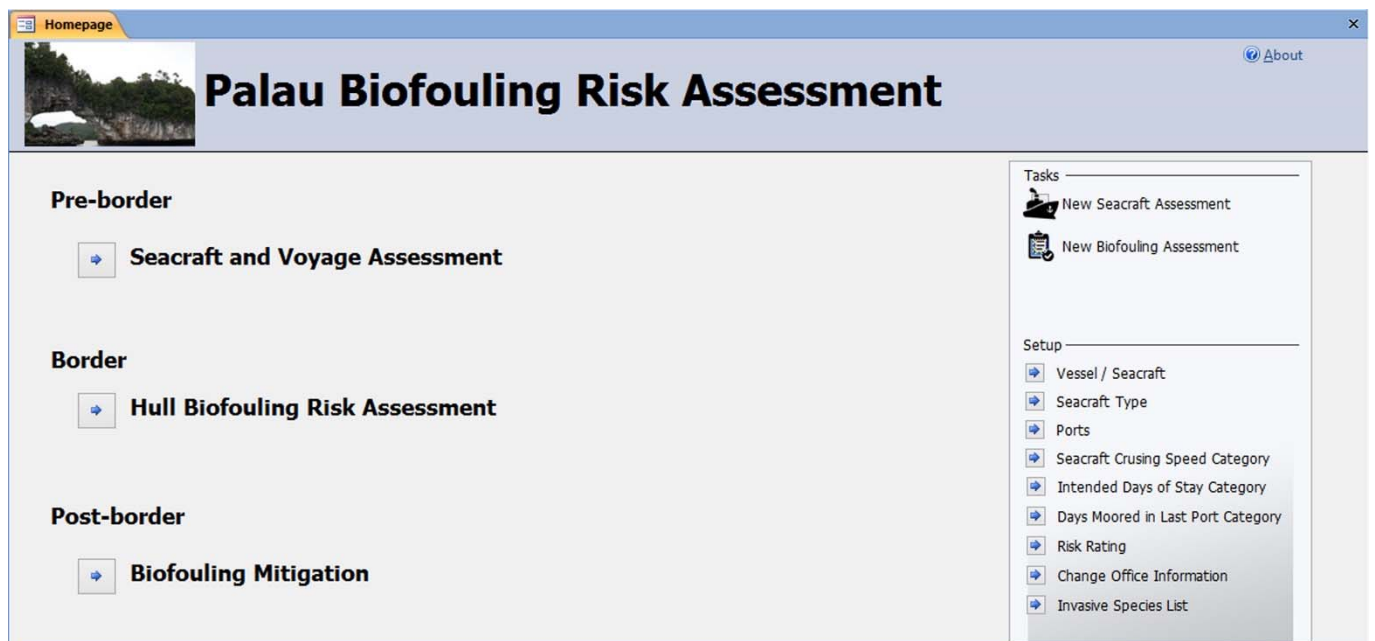 Homepage
About
Palau Biofouling Risk Assessment
Pre-border
Seacraft and Voyage Assessment
Border
Hull Biofouling Risk Assessment
Post-border
Biofouling Mitigation
Tasks
New Seacraft Assessment
New Biofouling Assessment
Setup
Vessel / Seacraft
Seacraft Type
Ports
Seacraft Crusing Speed Category
Intended Days of Stay Category
Days Moored in Last Port Category
Risk Rating
Change Office Information
Invasive Species List